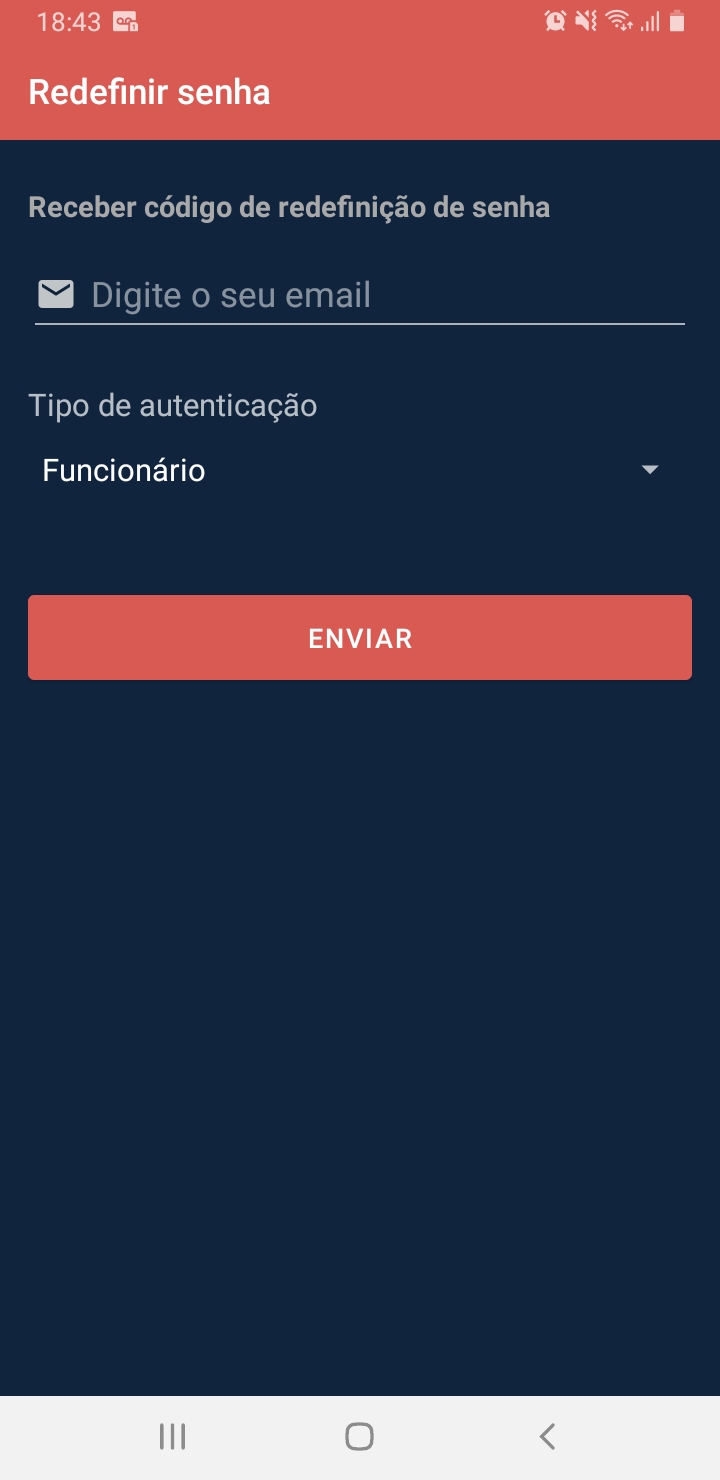 18:43
Redefinir senha
Receber código de redefinição de senha
Digite o seu email
Tipo de autenticação
Funcionário
ENVIAR